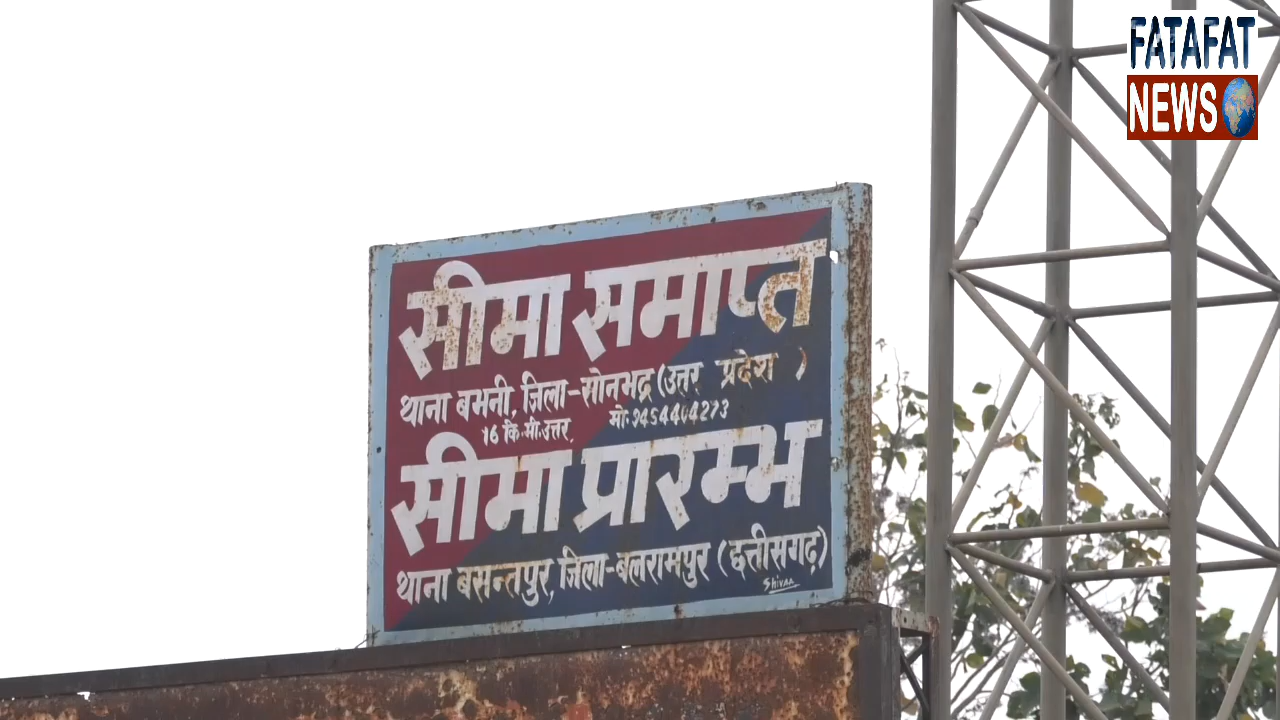 FATAFAT
NEWS
सीमा समाप्त
थाना बभनी, जिला-सोनभद्र (उत्तर प्रदेश )
16 कि.मी.उत्तर, मो.9454404273
सीमा प्रारम्भ
थाना बसन्तपुर, जिला-बलरामपुर (छत्तीसगढ़)
Shivaa